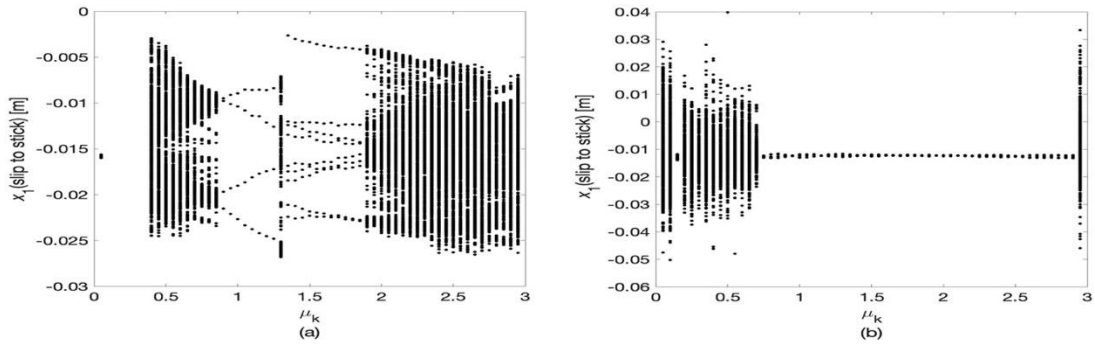 0
-0.005
-0.01
-0.015
-0.02
-0.025
-0.03
x₁(slip to stick) [m]
0 0.5 1 1.5 2 2.5 3
μₖ
(a)
0.04
0.03
0.02
0.01
0
-0.01
-0.02
-0.03
-0.04
-0.05
-0.06
x₁(slip to stick) [m]
0 0.5 1 1.5 2 2.5 3
μₖ
(b)